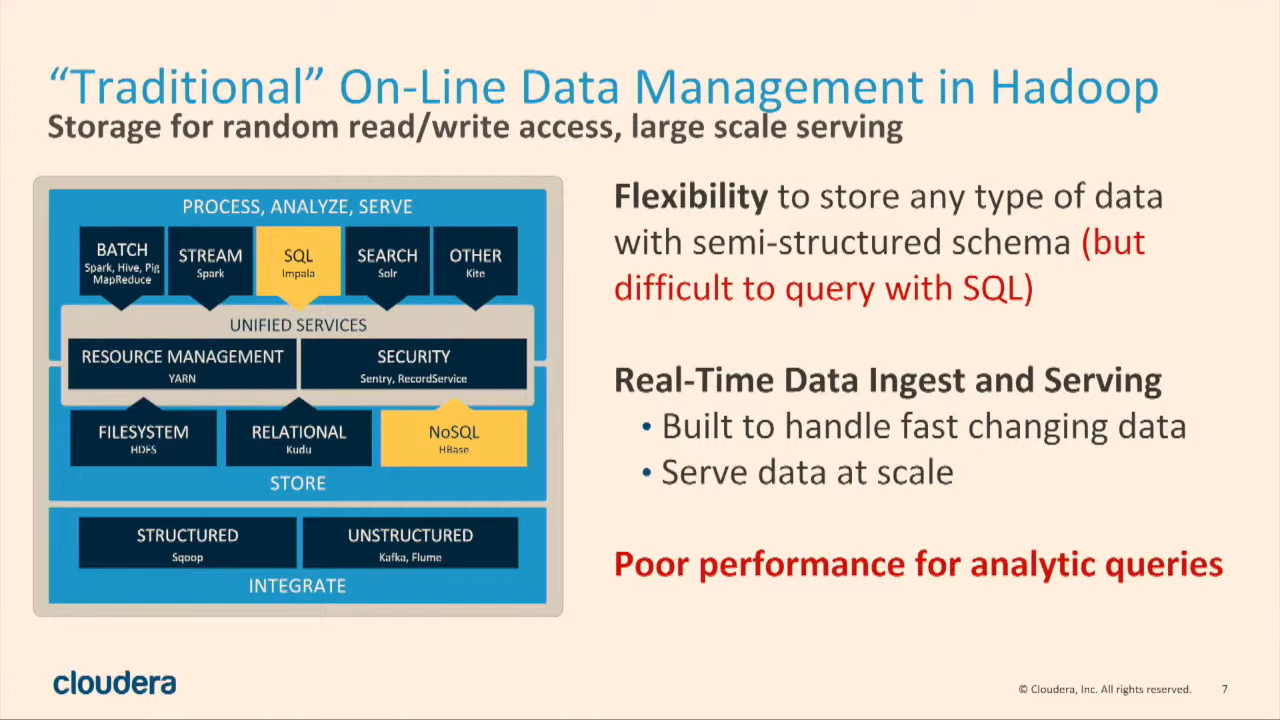 “Traditional” On-Line Data Management in Hadoop
Storage for random read/write access, large scale serving
PROCESS, ANALYZE, SERVE
BATCH
Spark, Hive, Pig
MapReduce
STREAM
Spark
SQL
Impala
SEARCH
Solr
OTHER
Kite
UNIFIED SERVICES
RESOURCE MANAGEMENT
YARN
SECURITY
Sentry, RecordService
FILESYSTEM
HDFS
RELATIONAL
Kudu
NoSQL
HBase
STORE
STRUCTURED
Sqoop
UNSTRUCTURED
Kafka, Flume
INTEGRATE
Flexibility to store any type of data
with semi-structured schema (but
difficult to query with SQL)
Real-Time Data Ingest and Serving
• Built to handle fast changing data
• Serve data at scale
Poor performance for analytic queries
cloudera
© Cloudera, Inc. All rights reserved.
7